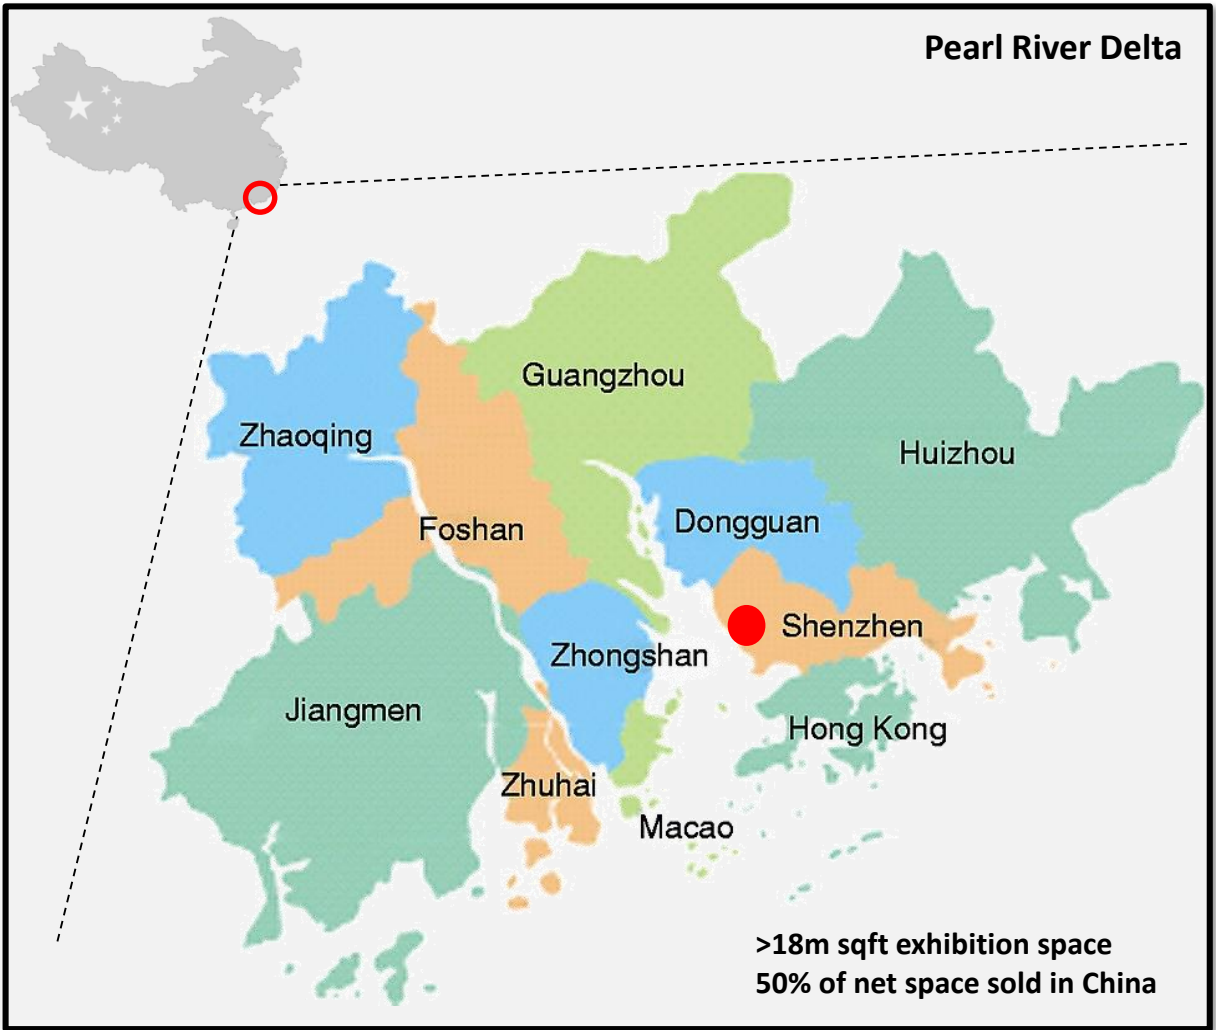 Pearl River Delta
Guangzhou
Zhaoqing
Huizhou
Foshan
Dongguan
Shenzhen
Zhongshan
Jiangmen
Hong Kong
Zhuhai
Macao
>18m sqft exhibition space
50% of net space sold in China